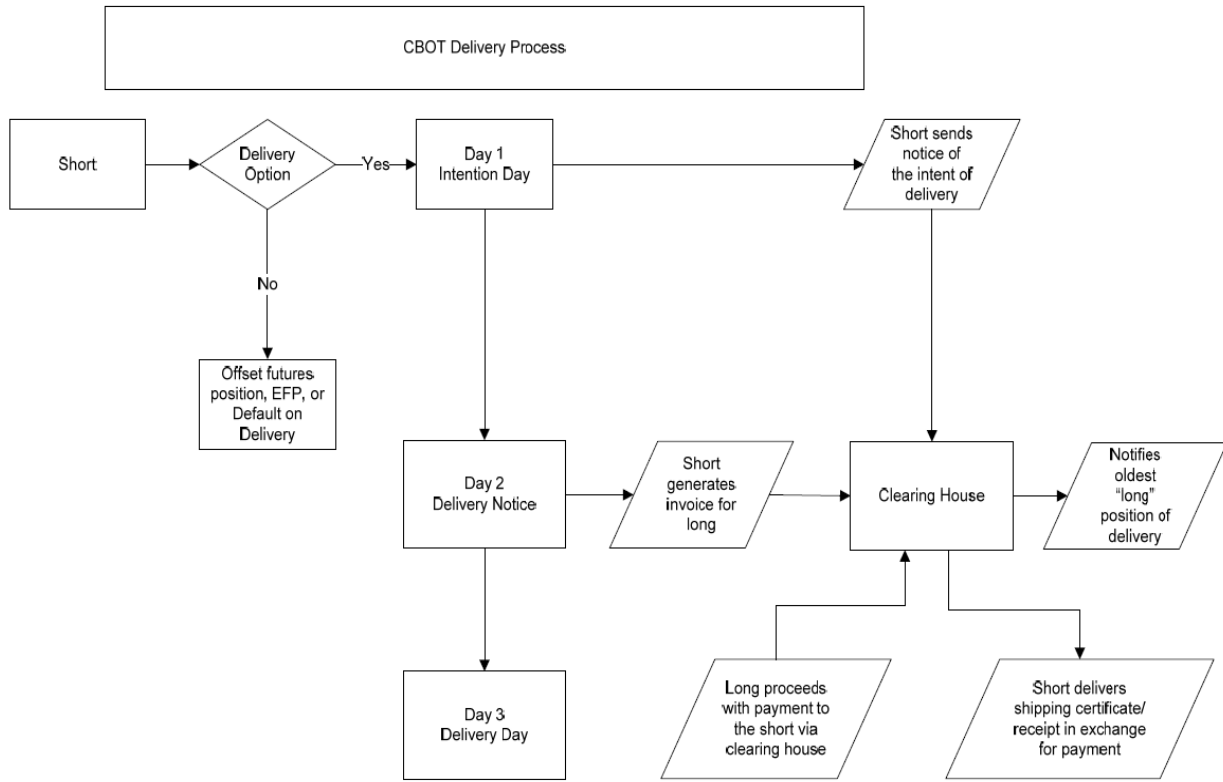 CBOT Delivery Process
Short
Delivery
Option
Yes
Day 1
Intention Day
Short sends
notice of
the intent of
delivery
No
Offset futures
position, EFP, or
Default on
Delivery
Day 2
Delivery Notice
Short
generates
invoice for
long
Clearing House
Notifies
oldest
“long”
position of
delivery
Day 3
Delivery Day
Long proceeds
with payment to
the short via
clearing house
Short delivers
shipping certificate/
receipt in exchange
for payment